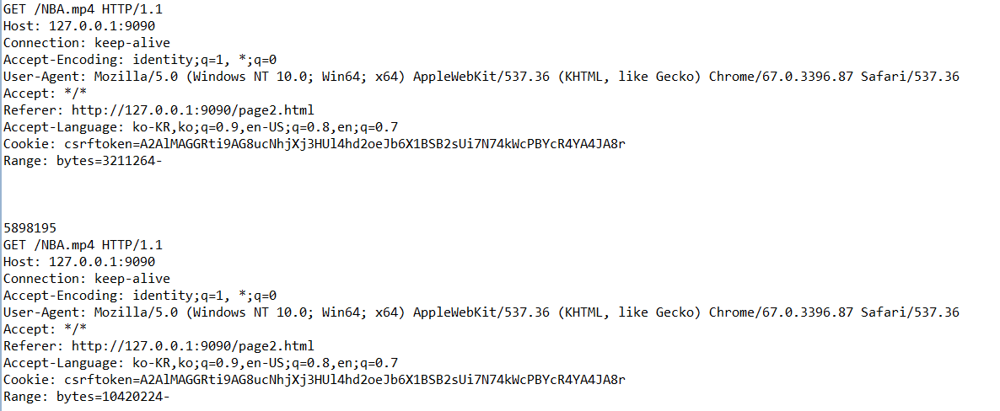 GET /NBA.mp4 HTTP/1.1
Host: 127.0.0.1:9090
Connection: keep-alive
Accept-Encoding: identity;q=1, *;q=0
User-Agent: Mozilla/5.0 (Windows NT 10.0; Win64; x64) AppleWebKit/537.36 (KHTML, like Gecko) Chrome/67.0.3396.87 Safari/537.36
Accept: */*
Referer: http://127.0.0.1:9090/page2.html
Accept-Language: ko-KR,ko;q=0.9,en-US;q=0.8,en;q=0.7
Cookie: csrftoken=A2AlMAGGRti9AG8ucNhjXj3HUl4hd2oeJb6X1BSB2sUi7N74kWcPBYcR4YA4JA8r
Range: bytes=3211264-
5898195
GET /NBA.mp4 HTTP/1.1
Host: 127.0.0.1:9090
Connection: keep-alive
Accept-Encoding: identity;q=1, *;q=0
User-Agent: Mozilla/5.0 (Windows NT 10.0; Win64; x64) AppleWebKit/537.36 (KHTML, like Gecko) Chrome/67.0.3396.87 Safari/537.36
Accept: */*
Referer: http://127.0.0.1:9090/page2.html
Accept-Language: ko-KR,ko;q=0.9,en-US;q=0.8,en;q=0.7
Cookie: csrftoken=A2AlMAGGRti9AG8ucNhjXj3HUl4hd2oeJb6X1BSB2sUi7N74kWcPBYcR4YA4JA8r
Range: bytes=10420224-